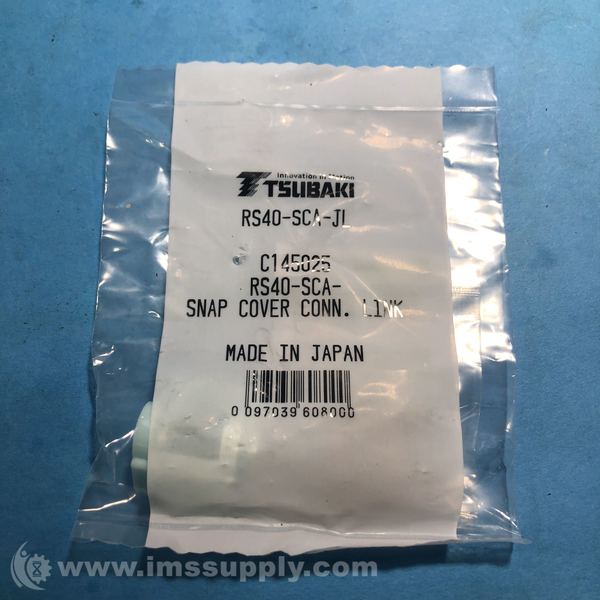 Innovation in Motion
TSUBAKI
RS40-SCA-JL
C145025
RS40-SCA-
SNAP COVER CONN. LINK
MADE IN JAPAN
0 097039 608000
www.imssupply.com